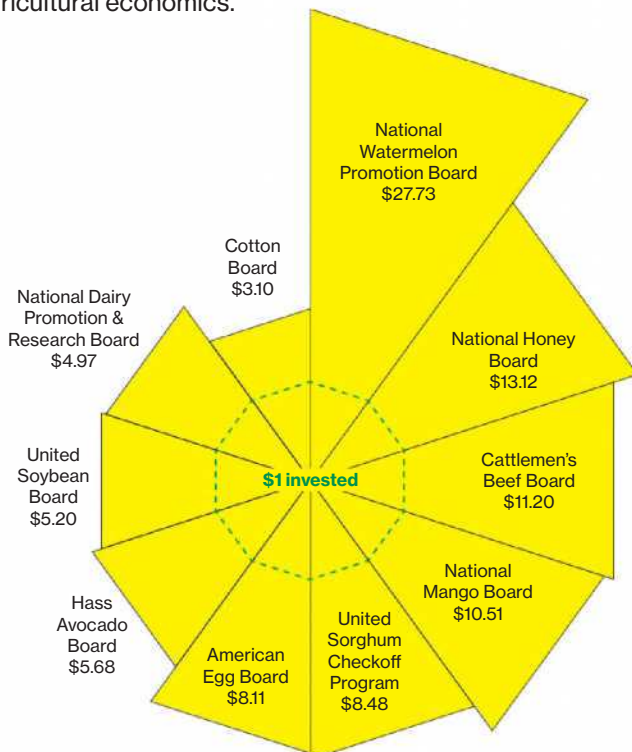 ricultural economics.
National
Watermelon
Promotion Board
$27.73
National Honey
Board
$13.12
Cattlemen's
Beef Board
$11.20
National
Mango Board
$10.51
United
Sorghum
Checkoff
Program
$8.48
American
Egg Board
$8.11
Hass
Avocado
Board
$5.68
United
Soybean
Board
$5.20
National Dairy
Promotion &
Research Board
$4.97
Cotton
Board
$3.10
$1 invested